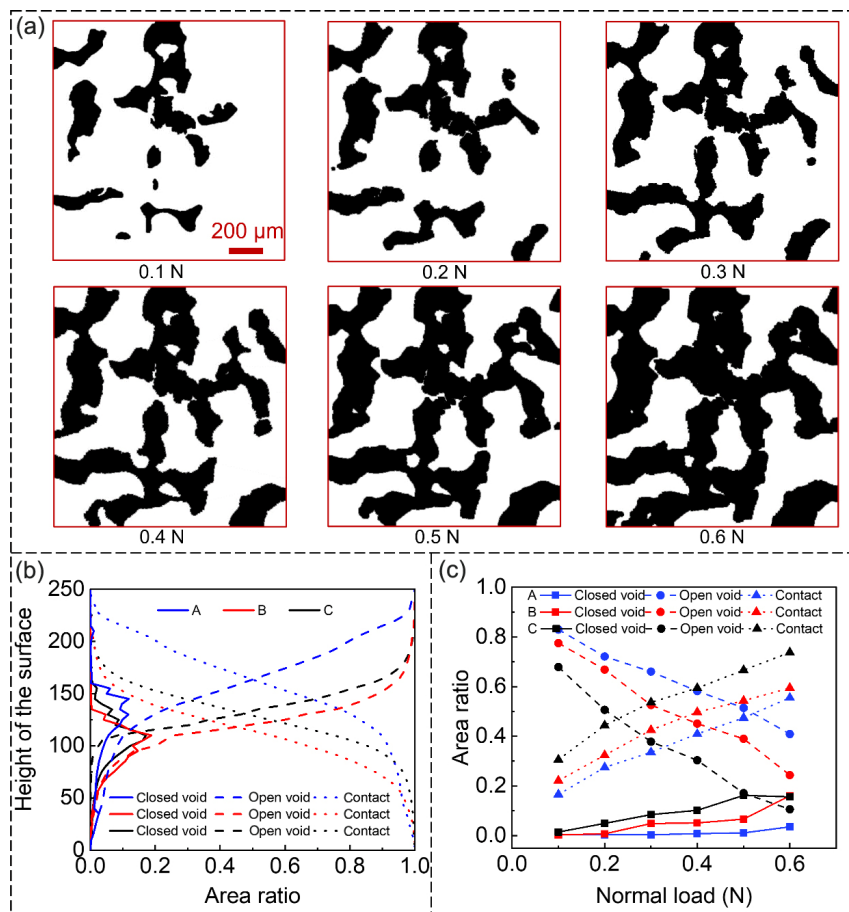 (a)
200 µm
0.1 N
0.2 N
0.3 N
0.4 N
0.5 N
0.6 N
(b)
250
200
150
100
50
0
Height of the surface
A B C
Closed void Open void Contact
Closed void Open void Contact
Closed void Open void Contact
0.0 0.2 0.4 0.6 0.8 1.0
Area ratio
(c)
1.0
0.8
0.6
0.4
0.2
0.0
Area ratio
A Closed void Open void Contact
B Closed void Open void Contact
C Closed void Open void Contact
0.0 0.2 0.4 0.6
Normal load (N)